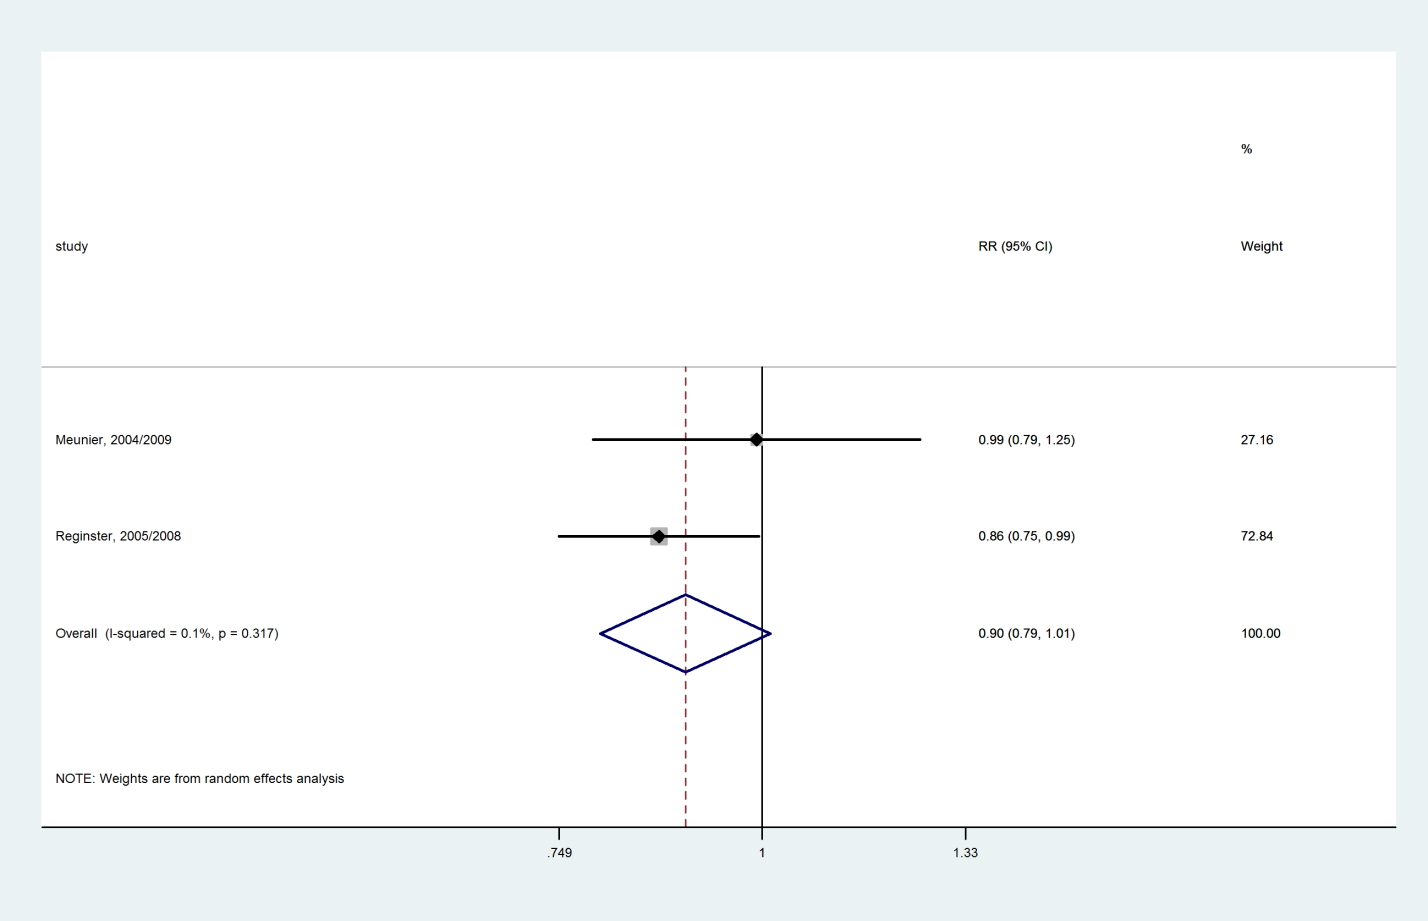 %
study RR (95% CI) Weight
Meunier, 2004/2009 0.99 (0.79, 1.25) 27.16
Reginster, 2005/2008 0.86 (0.75, 0.99) 72.84
Overall  (I-squared = 0.1%, p = 0.317) 0.90 (0.79, 1.01) 100.00
NOTE: Weights are from random effects analysis
.749 1 1.33